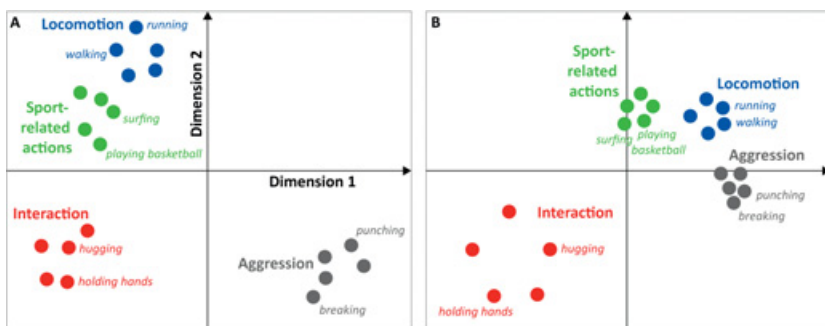 A
Locomotion
running
walking
Sport-
related
actions
surfing
playing basketball
Dimension 2
Dimension 1
Interaction
hugging
holding hands
Aggression
punching
breaking
B
Sport-
related
actions
surfing
playing
basketball
Locomotion
running
walking
Aggression
punching
breaking
Interaction
hugging
holding hands